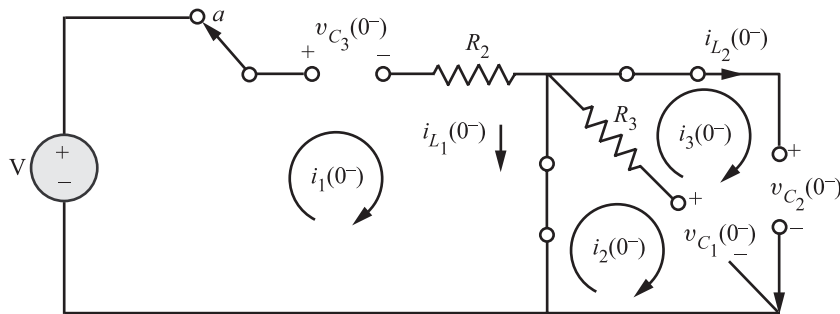 a
v_{C_3}(0^–)
+ –
R_2
i_{L_2}(0^–)
i_{L_1}(0^–)
R_3
i_3(0^–)
V
+
–
i_1(0^–)
+
+
v_{C_2}(0^–)
v_{C_1}(0^–)
–
–
i_2(0^–)